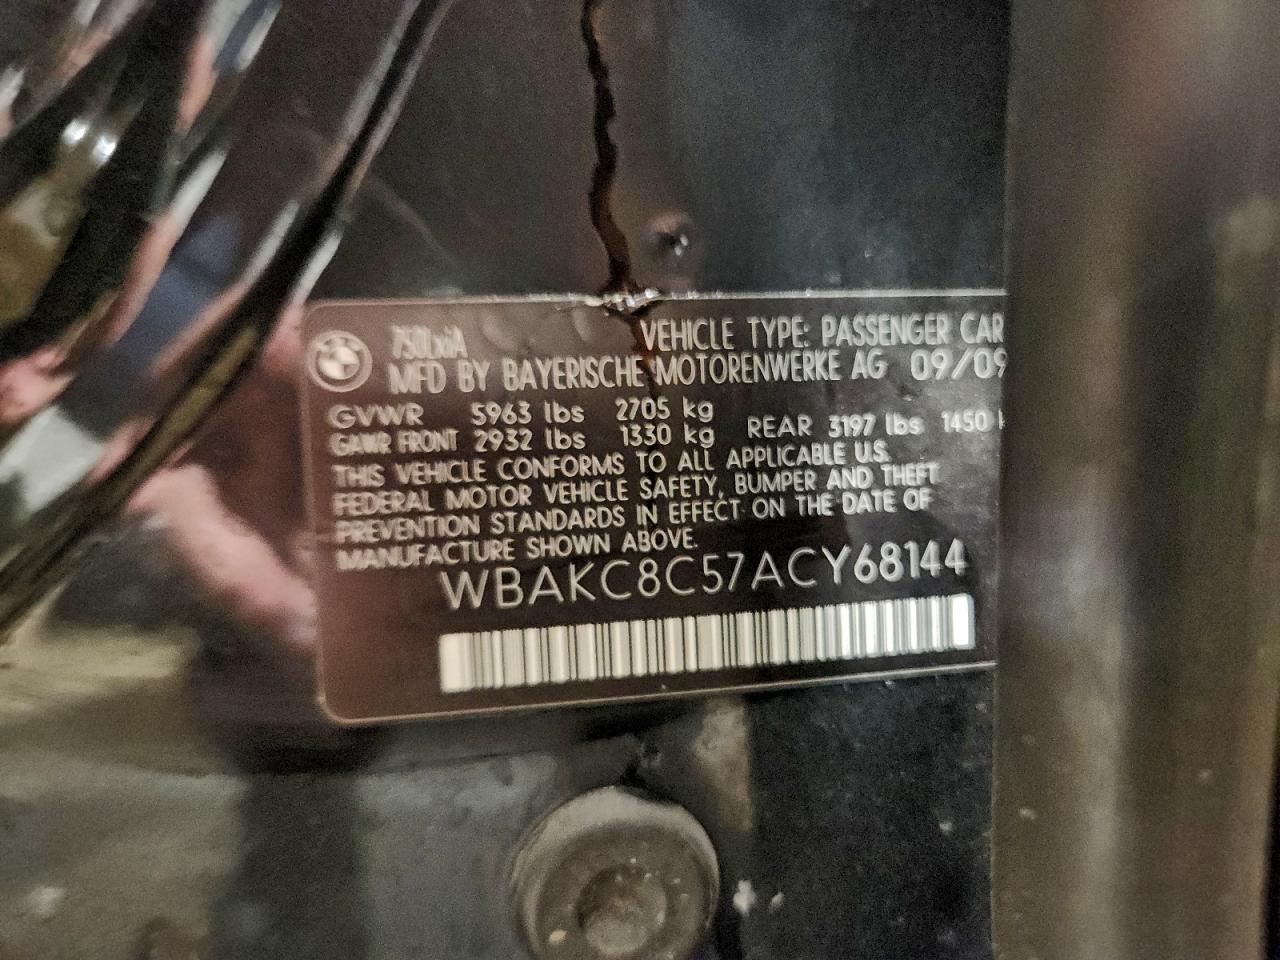 750LxiA VEHICLE TYPE: PASSENGER CAR
MFD BY BAYERISCHE MOTORENWERKE AG 09/09
GVWR 5963 lbs 2705 kg
GAWR FRONT 2932 lbs 1330 kg REAR 3197 lbs 1450
THIS VEHICLE CONFORMS TO ALL APPLICABLE U.S.
FEDERAL MOTOR VEHICLE SAFETY, BUMPER AND THEFT
PREVENTION STANDARDS IN EFFECT ON THE DATE OF
MANUFACTURE SHOWN ABOVE.
WBAKC8C57ACY68144